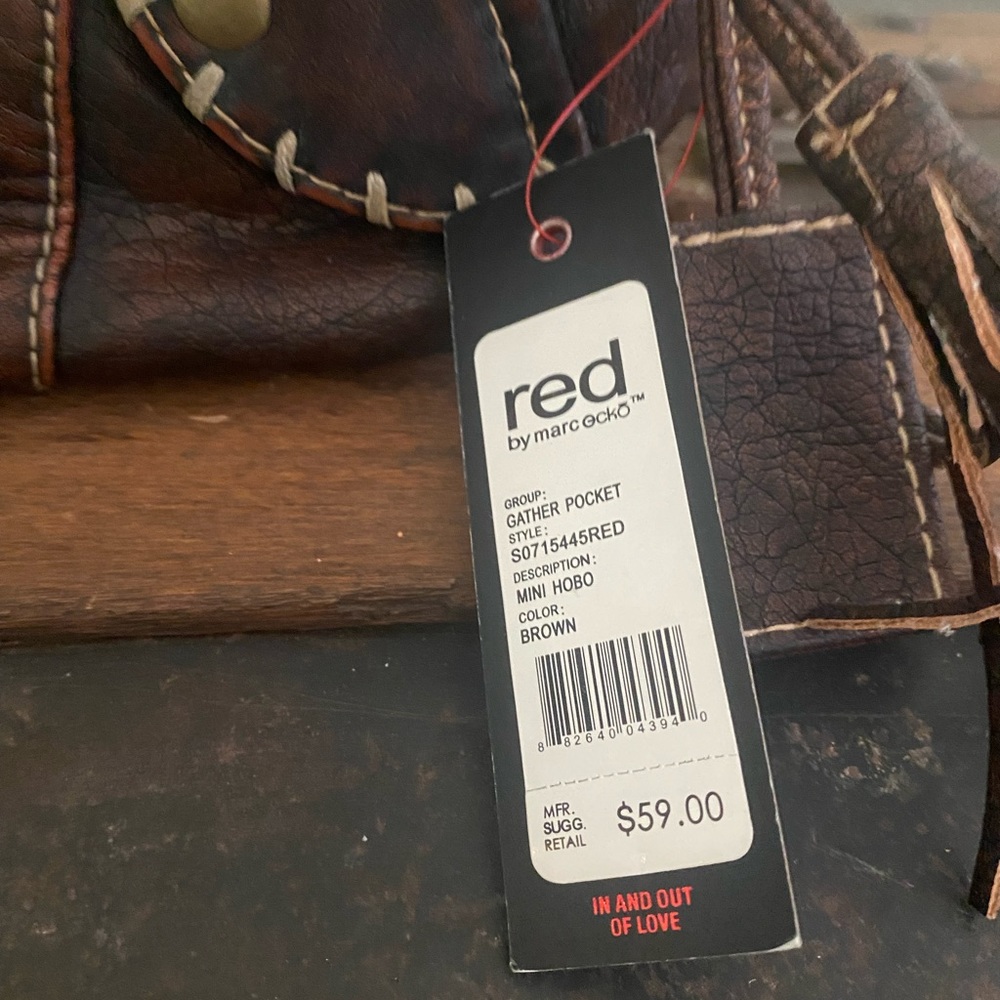 red
by marc eckō™
GROUP:
GATHER POCKET
STYLE:
S0715445RED
DESCRIPTION:
MINI HOBO
COLOR:
BROWN
8 82640 04394 0
MFR.
SUGG.
RETAIL
$59.00
IN AND OUT
OF LOVE